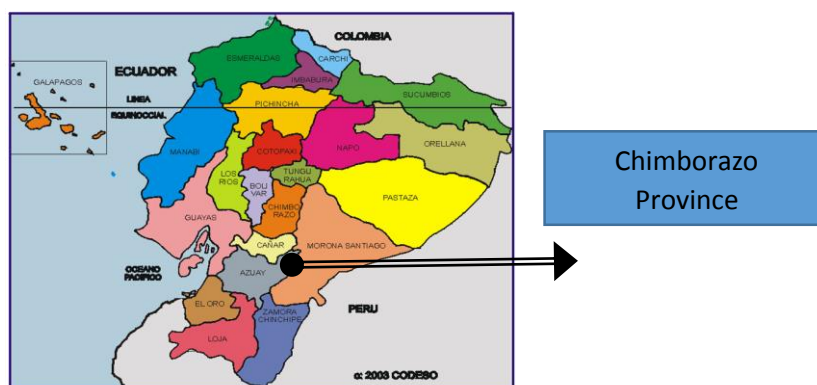 COLOMBIA
ESMERALDAS
CARCHI
ECUADOR
IMBABURA
GALAPAGOS
SUCUMBIOS
LINEA
EQUINOCCIAL
PICHINCHA
ORELLANA
MANABI
COTOPAXI
NAPO
LOS
RIOS
TUNGU
RAHUA
BOLI
VAR
PASTAZA
CHIMBO
RAZO
GUAYAS
CAÑAR
MORONA SANTIAGO
OCEANO
PACIFICO
AZUAY
EL ORO
PERU
ZAMORA
CHINCHIPE
LOJA
c: 2003 CODESO
Chimborazo
Province